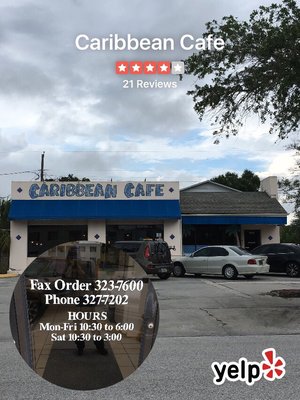 Caribbean Cafe
21 Reviews
CARIBBEAN CAFE
Fax Order 323-7600
Phone 327-7202
HOURS
Mon-Fri 10:30 to 6:00
Sat 10:30 to 3:00
yelp